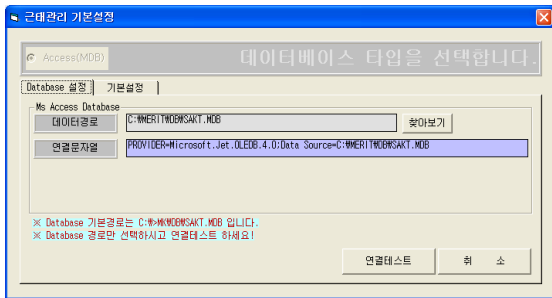 근태관리 기본설정
Access(MDB)
데이터베이스 타입을 선택합니다.
Database 설정
기본설정
Ms Access Database
데이터경로
C:₩MERIT₩DB₩SAKT.MDB
찾아보기
연결문자열
PROVIDER=Microsoft.Jet.OLEDB.4.0;Data Source=C:₩MERIT₩DB₩SAKT.MDB
※ Database 기본경로는 C:₩>MK₩DB₩SAKT.MDB 입니다.
※ Database 경로만 선택하시고 연결테스트 하세요!
연결테스트
취 소